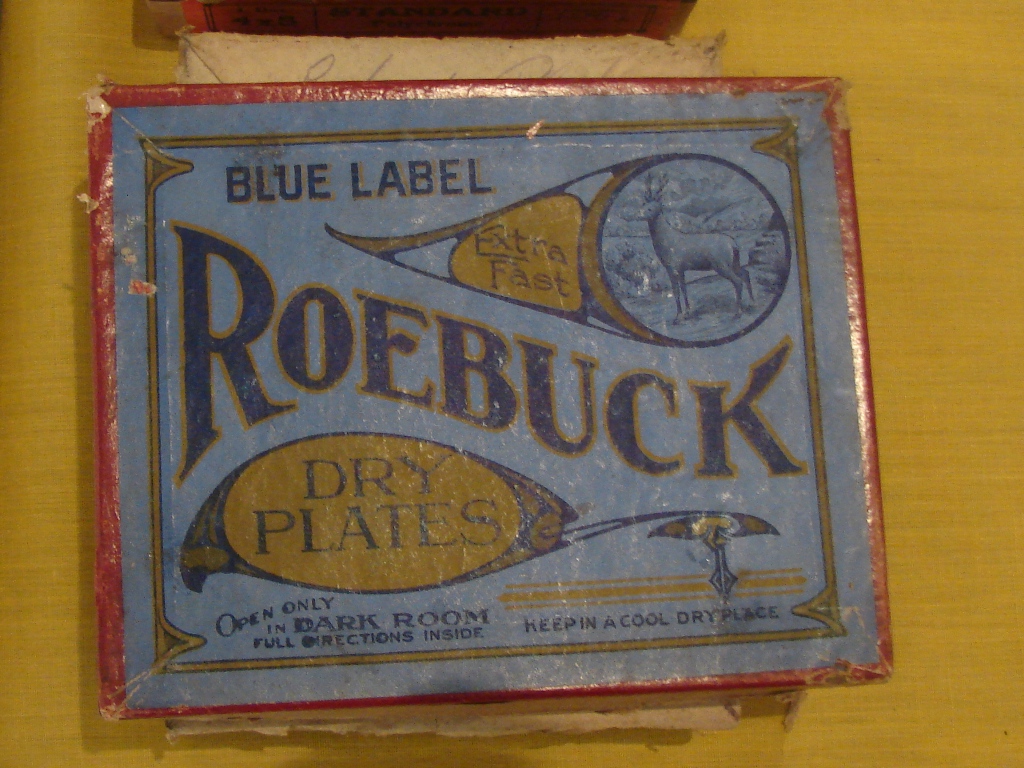 STANDARD
BLUE LABEL
Extra
Fast
ROEBUCK
DRY
PLATES
OPEN ONLY
IN DARK ROOM
FULL DIRECTIONS INSIDE
KEEP IN A COOL DRY PLACE